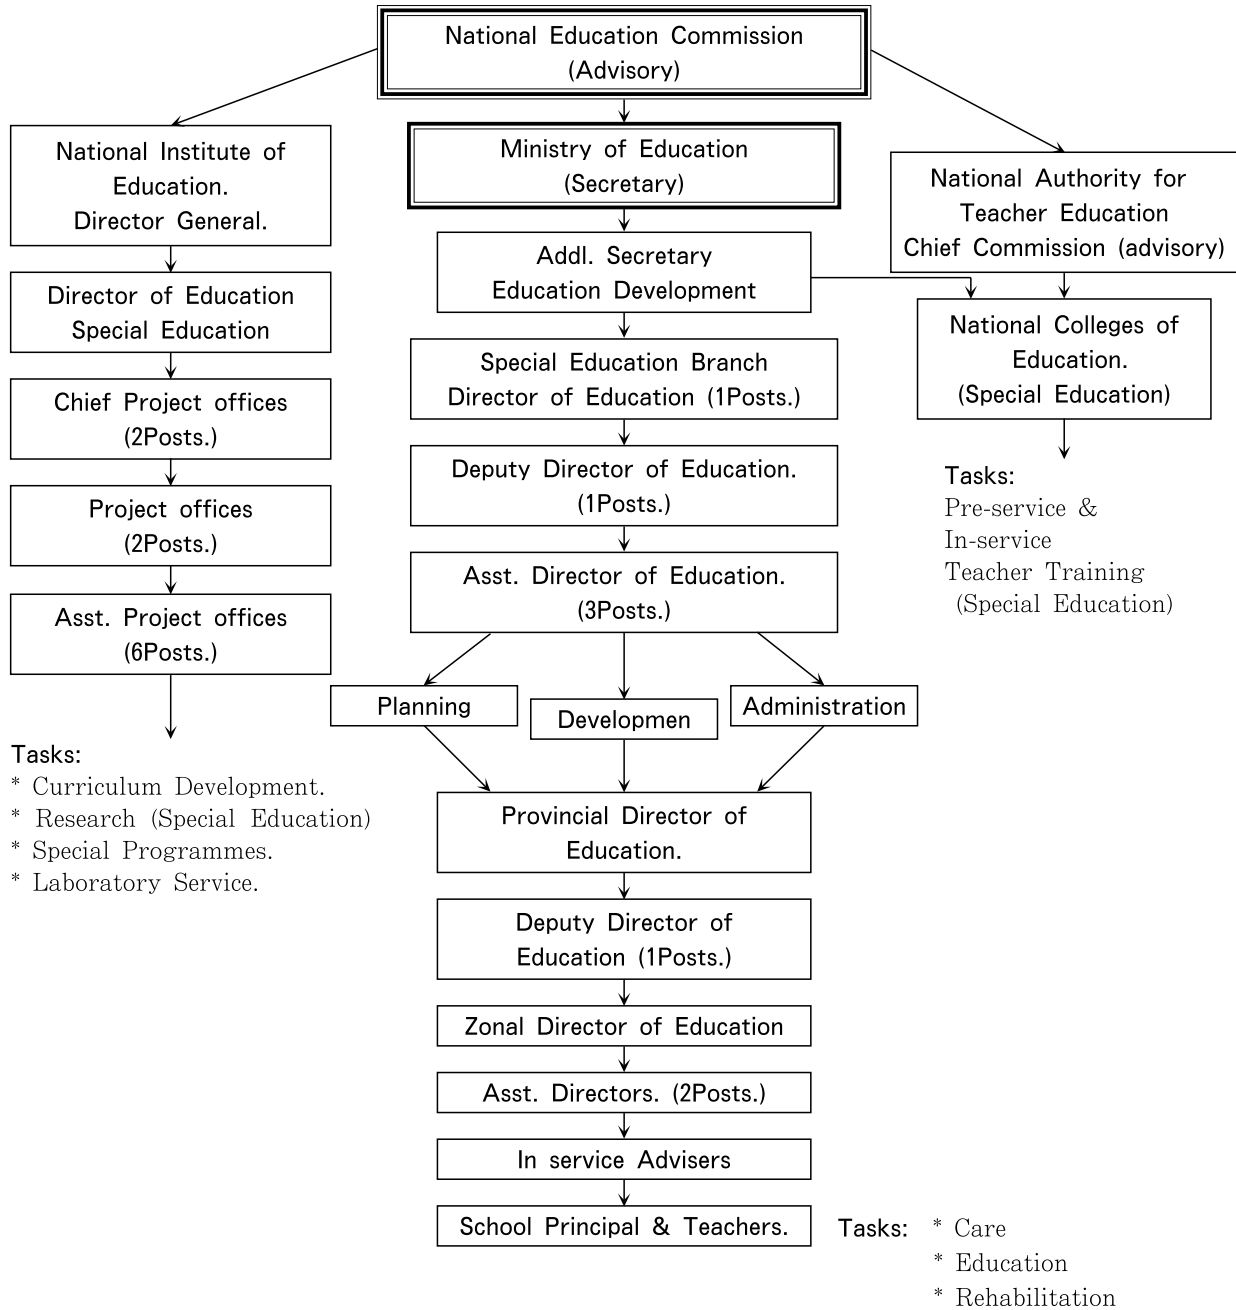 National Education Commission
(Advisory)
National Institute of
Education.
Director General.
Ministry of Education
(Secretary)
National Authority for
Teacher Education
Chief Commission (advisory)
Director of Education
Special Education
Addl. Secretary
Education Development
National Colleges of
Education.
(Special Education)
Chief Project offices
(2Posts.)
Special Education Branch
Director of Education (1Posts.)
Project offices
(2Posts.)
Deputy Director of Education.
(1Posts.)
Tasks:
Pre-service &
In-service
Teacher Training
(Special Education)
Asst. Project offices
(6Posts.)
Asst. Director of Education.
(3Posts.)
Planning
Developmen
Administration
Tasks:
* Curriculum Development.
* Research (Special Education)
* Special Programmes.
* Laboratory Service.
Provincial Director of
Education.
Deputy Director of
Education (1Posts.)
Zonal Director of Education
Asst. Directors. (2Posts.)
In service Advisers
School Principal & Teachers.
Tasks: * Care
* Education
* Rehabilitation